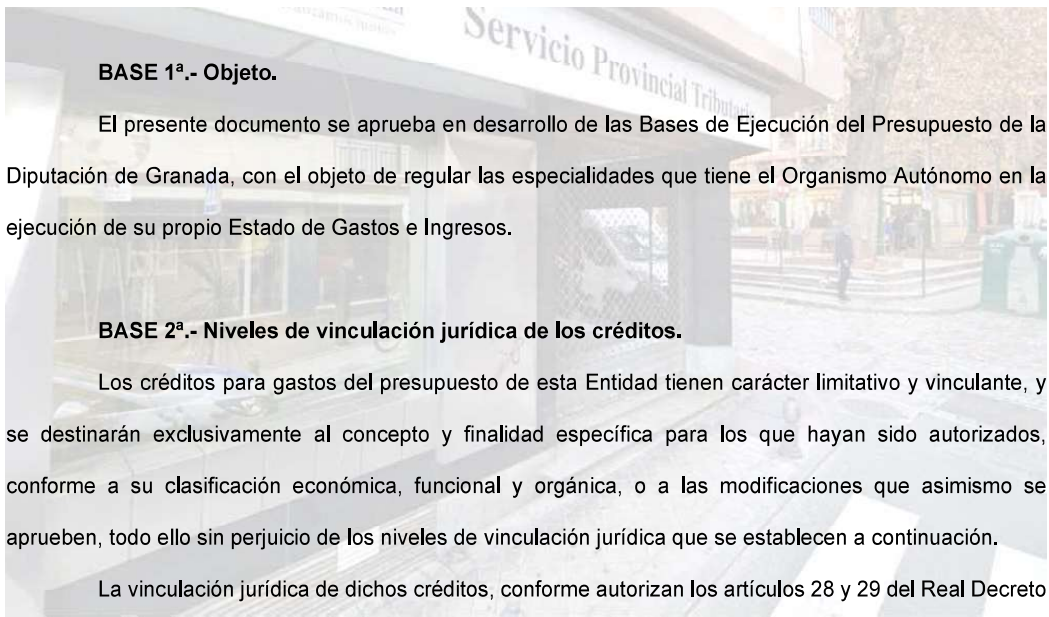 Servicio Provincial Tributario
BASE 1ª.- Objeto.
El presente documento se aprueba en desarrollo de las Bases de Ejecución del Presupuesto de la
Diputación de Granada, con el objeto de regular las especialidades que tiene el Organismo Autónomo en la
ejecución de su propio Estado de Gastos e Ingresos.
BASE 2ª.- Niveles de vinculación jurídica de los créditos.
Los créditos para gastos del presupuesto de esta Entidad tienen carácter limitativo y vinculante, y
se destinarán exclusivamente al concepto y finalidad específica para los que hayan sido autorizados,
conforme a su clasificación económica, funcional y orgánica, o a las modificaciones que asimismo se
aprueben, todo ello sin perjuicio de los niveles de vinculación jurídica que se establecen a continuación.
La vinculación jurídica de dichos créditos, conforme autorizan los artículos 28 y 29 del Real Decreto